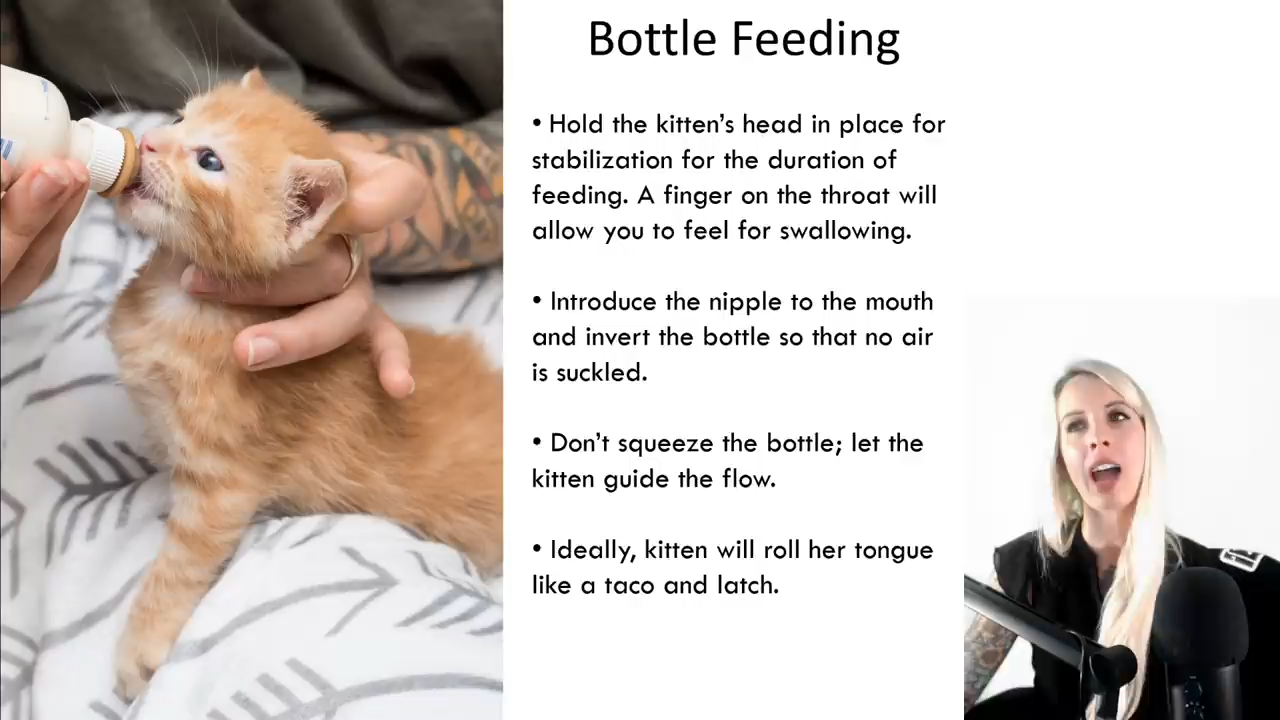 Bottle Feeding
• Hold the kitten's head in place for
stabilization for the duration of
feeding. A finger on the throat will
allow you to feel for swallowing.
• Introduce the nipple to the mouth
and invert the bottle so that no air
is suckled.
• Don't squeeze the bottle; let the
kitten guide the flow.
• Ideally, kitten will roll her tongue
like a taco and latch.